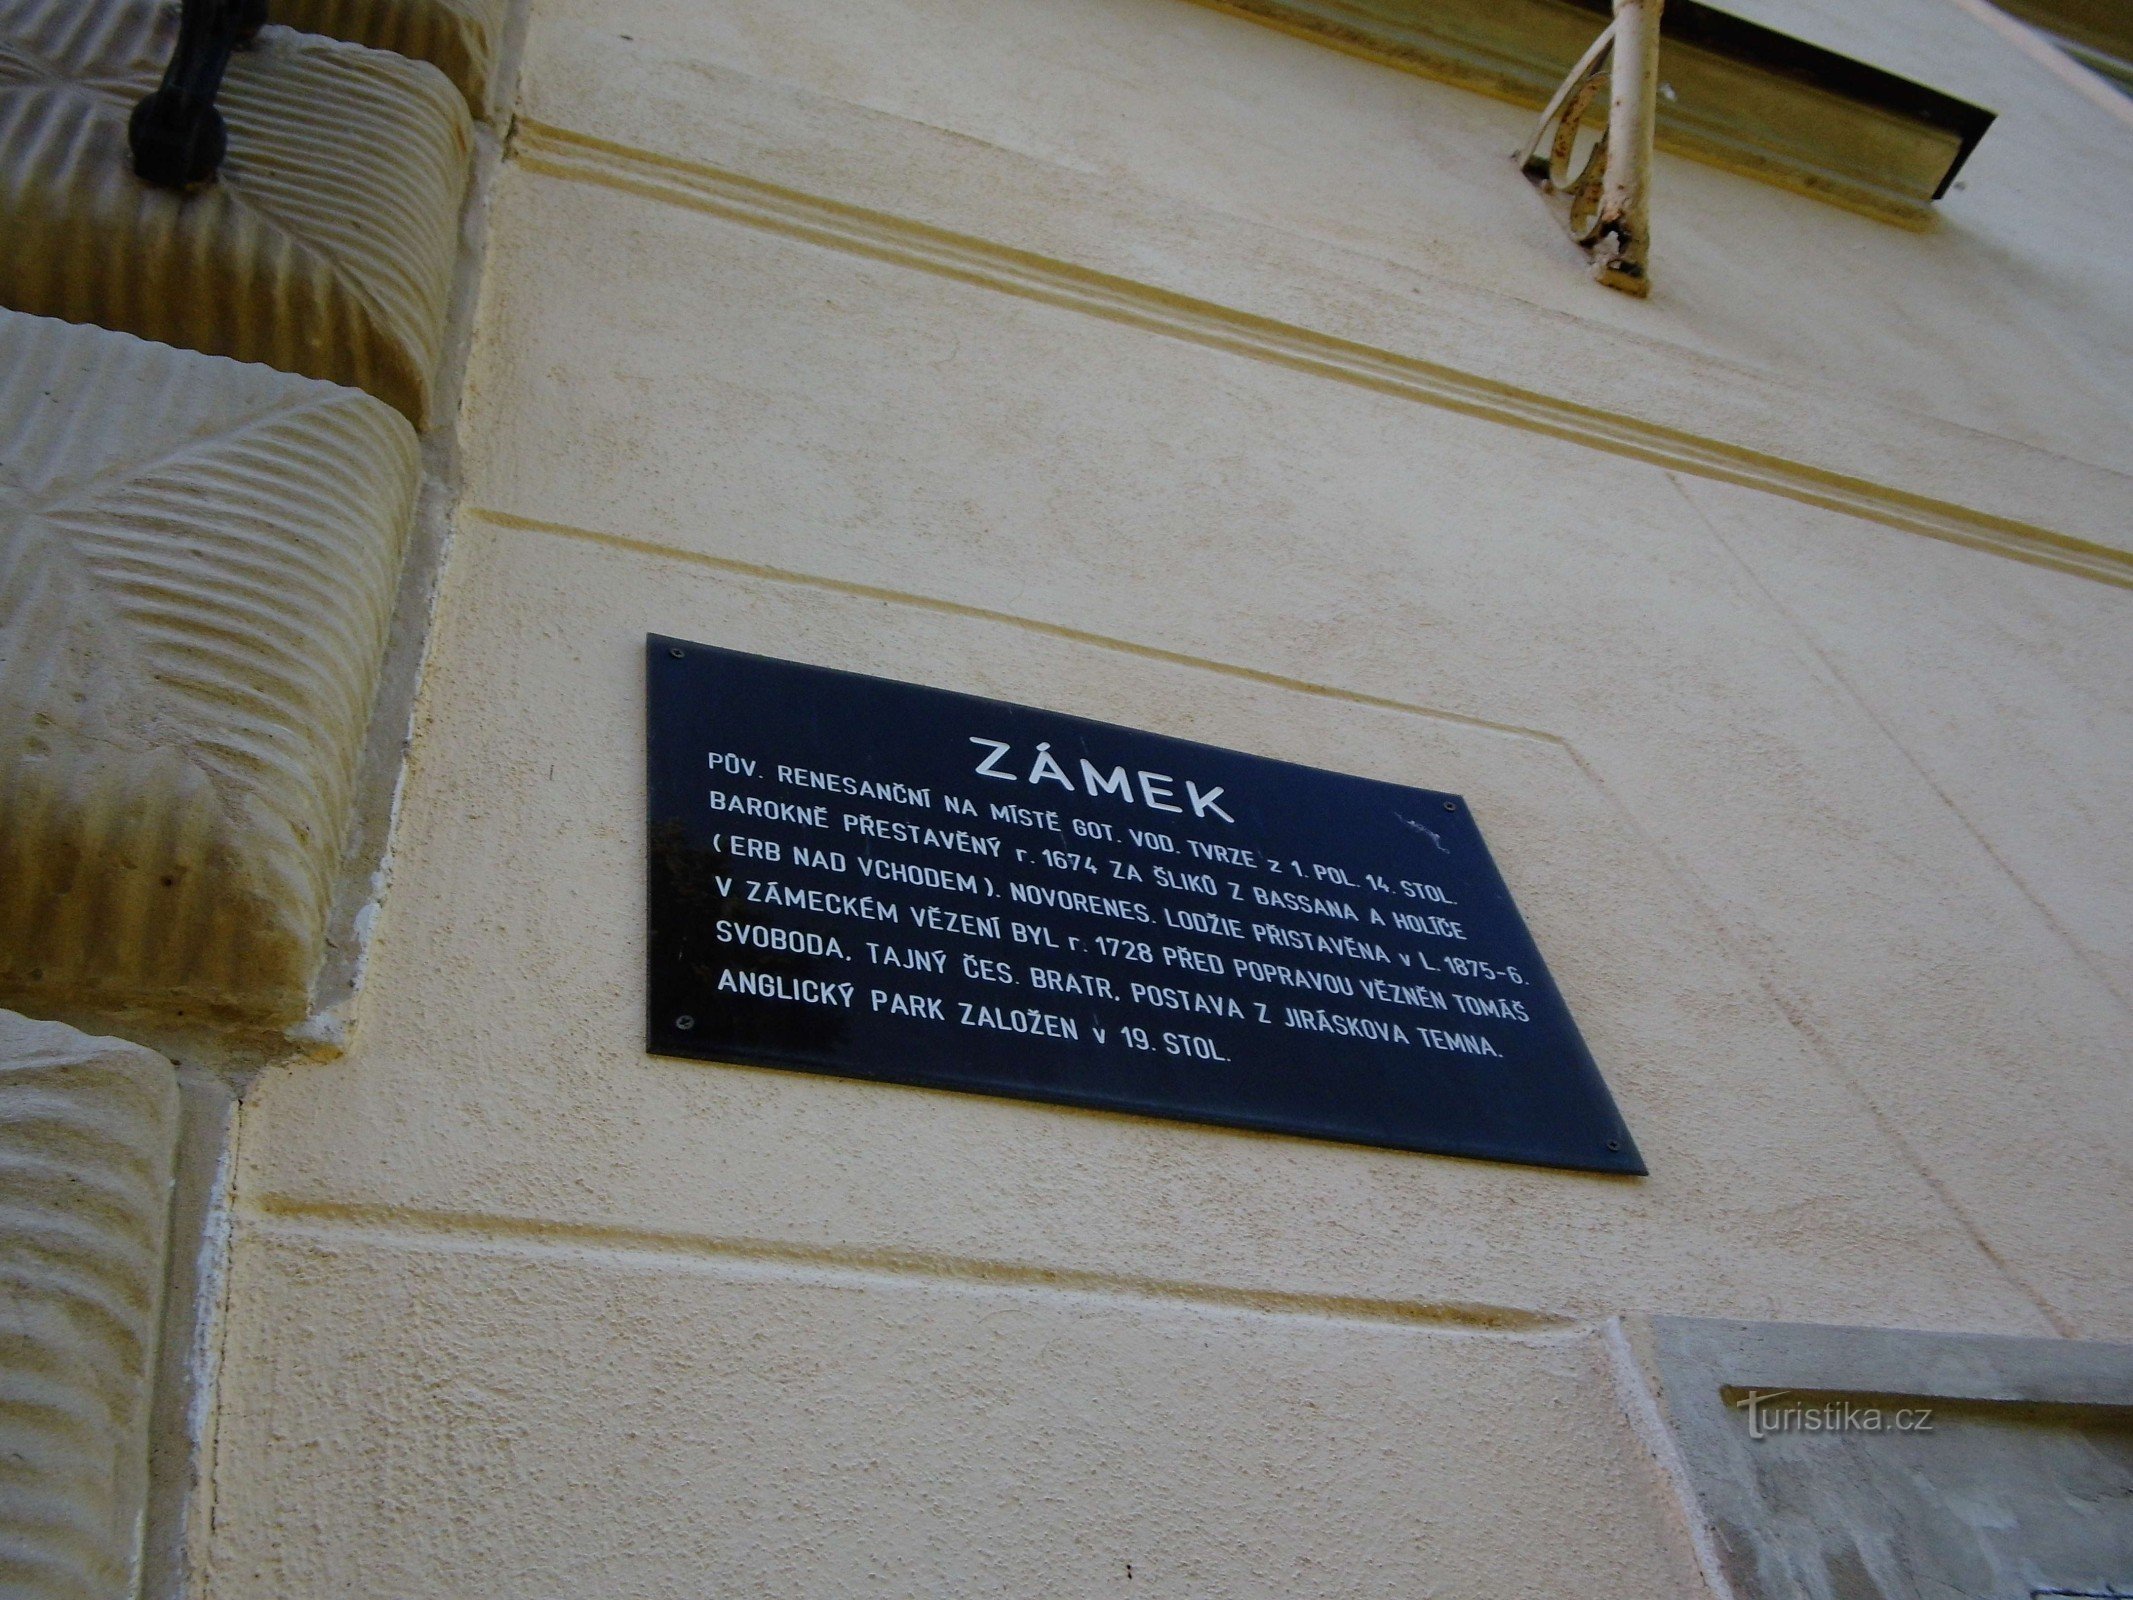 ZÁMEK
PŮV. RENESANČNÍ NA MÍSTĚ GOT. VOD. TVRZE z 1. POL. 14. STOL.
BAROKNĚ PŘESTAVĚNÝ r. 1674 ZA ŠLIKŮ Z BASSANA A HOLÍČE
(ERB NAD VCHODEM). NOVORENES. LODŽIE PŘISTAVĚNA v L. 1875-6.
V ZÁMECKÉM VĚZENÍ BYL r. 1728 PŘED POPRAVOU VĚZNĚN TOMÁŠ
SVOBODA, TAJNÝ ČES. BRATR, POSTAVA Z JIRÁSKOVA TEMNA.
ANGLICKÝ PARK ZALOŽEN v 19. STOL.
Turistika.cz